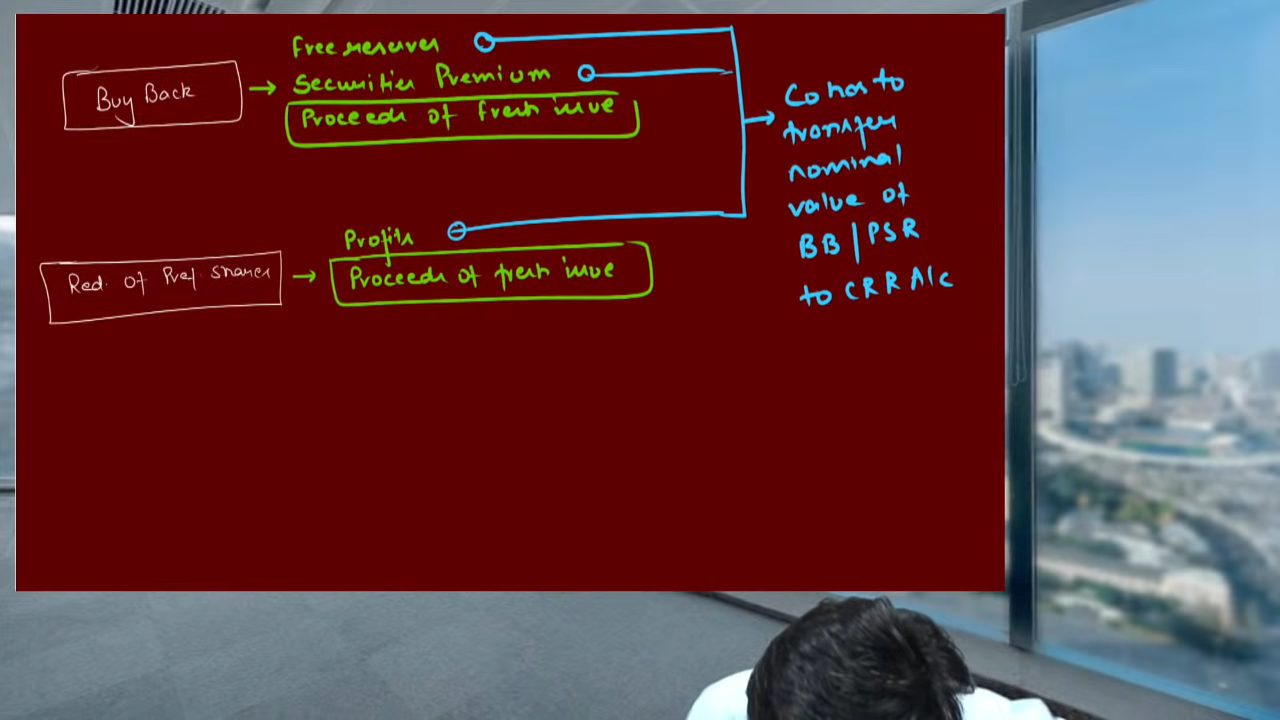 Buy Back
Free reserves
Securities Premium
Proceeds of fresh issue
Co has to
transfer
nominal
value of
BB | PSR
to CRR A/c
Red. of Pref. shares
Profits
Proceeds of fresh issue